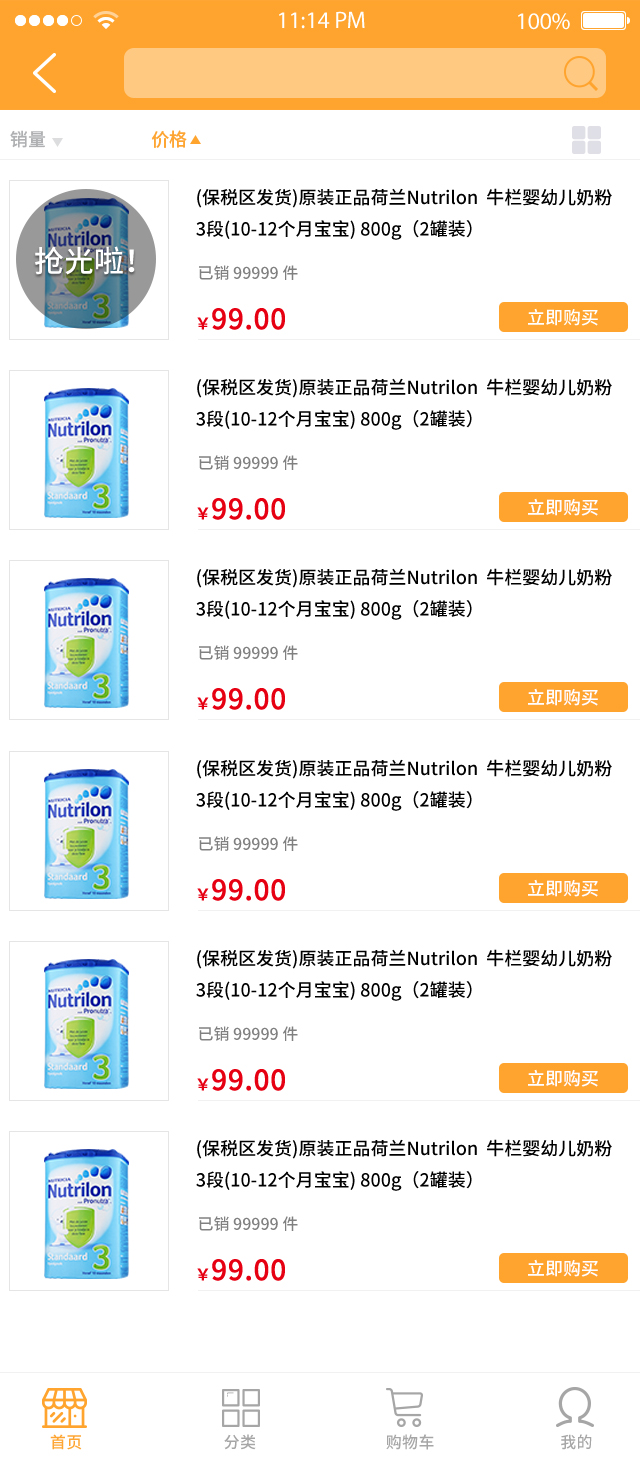 11:14 PM
100%
销量
价格
Nutrilon
抢光啦!
Standaard
3
(保税区发货)原装正品荷兰Nutrilon 牛栏婴幼儿奶粉
3段(10-12个月宝宝) 800g（2罐装）
已销 99999 件
¥99.00
立即购买
NUTRICIA
Nutrilon
Pronutra
Standaard
3
(保税区发货)原装正品荷兰Nutrilon 牛栏婴幼儿奶粉
3段(10-12个月宝宝) 800g（2罐装）
已销 99999 件
¥99.00
立即购买
NUTRICIA
Nutrilon
Pronutra
Standaard
3
(保税区发货)原装正品荷兰Nutrilon 牛栏婴幼儿奶粉
3段(10-12个月宝宝) 800g（2罐装）
已销 99999 件
¥99.00
立即购买
NUTRICIA
Nutrilon
Pronutra
Standaard
3
(保税区发货)原装正品荷兰Nutrilon 牛栏婴幼儿奶粉
3段(10-12个月宝宝) 800g（2罐装）
已销 99999 件
¥99.00
立即购买
NUTRICIA
Nutrilon
Pronutra
Standaard
3
(保税区发货)原装正品荷兰Nutrilon 牛栏婴幼儿奶粉
3段(10-12个月宝宝) 800g（2罐装）
已销 99999 件
¥99.00
立即购买
NUTRICIA
Nutrilon
Pronutra
Standaard
3
(保税区发货)原装正品荷兰Nutrilon 牛栏婴幼儿奶粉
3段(10-12个月宝宝) 800g（2罐装）
已销 99999 件
¥99.00
立即购买
首页
分类
购物车
我的